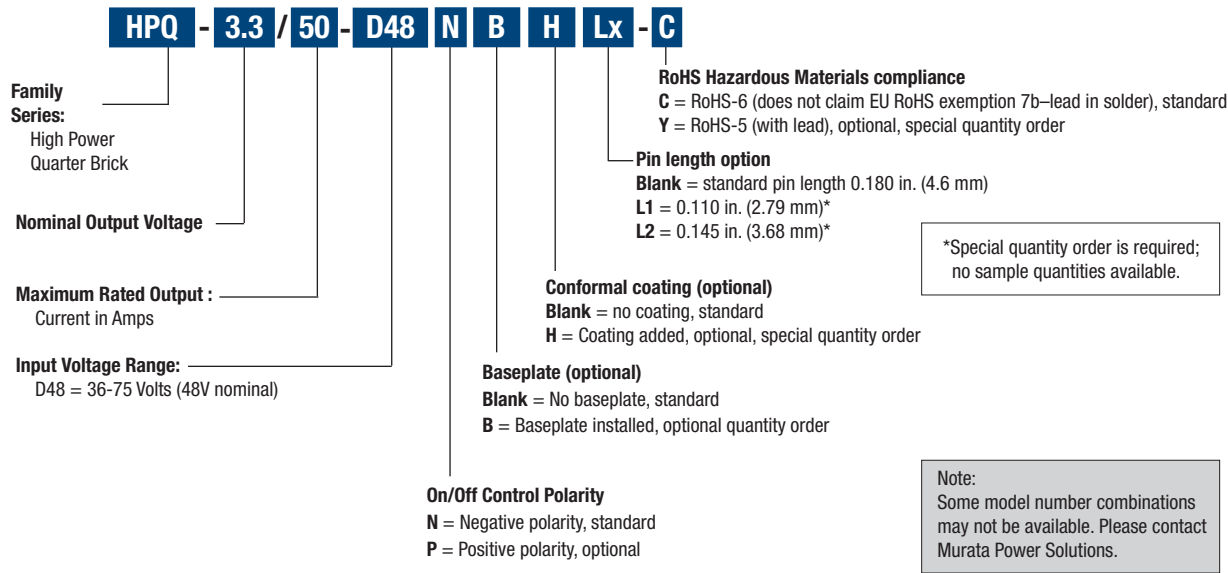 HPQ - 3.3 / 50 - D48 N B H Lx - C
RoHS Hazardous Materials compliance
C = RoHS-6 (does not claim EU RoHS exemption 7b–lead in solder), standard
Y = RoHS-5 (with lead), optional, special quantity order
Family
Series:
High Power
Quarter Brick
Pin length option
Blank = standard pin length 0.180 in. (4.6 mm)
L1 = 0.110 in. (2.79 mm)*
L2 = 0.145 in. (3.68 mm)*
Nominal Output Voltage
*Special quantity order is required;
no sample quantities available.
Maximum Rated Output :
Current in Amps
Conformal coating (optional)
Blank = no coating, standard
H = Coating added, optional, special quantity order
Input Voltage Range:
D48 = 36-75 Volts (48V nominal)
Baseplate (optional)
Blank = No baseplate, standard
B = Baseplate installed, optional quantity order
On/Off Control Polarity
N = Negative polarity, standard
P = Positive polarity, optional
Note:
Some model number combinations
may not be available. Please contact
Murata Power Solutions.